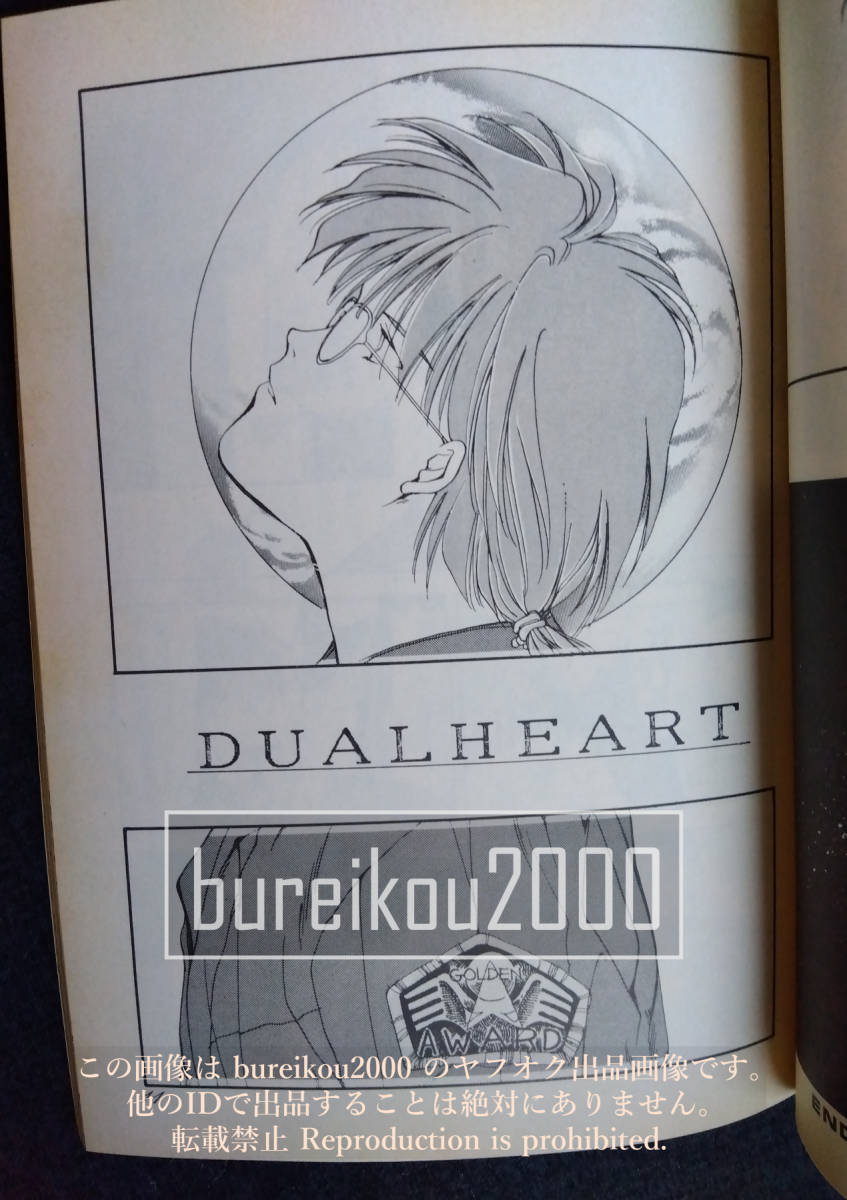 DUALHEART
bureikou2000
GOLDEN
AWARD
この画像は bureikou2000 のヤフオク出品画像です。
他のIDで出品することは絶対にありません。
転載禁止 Reproduction is prohibited.
END